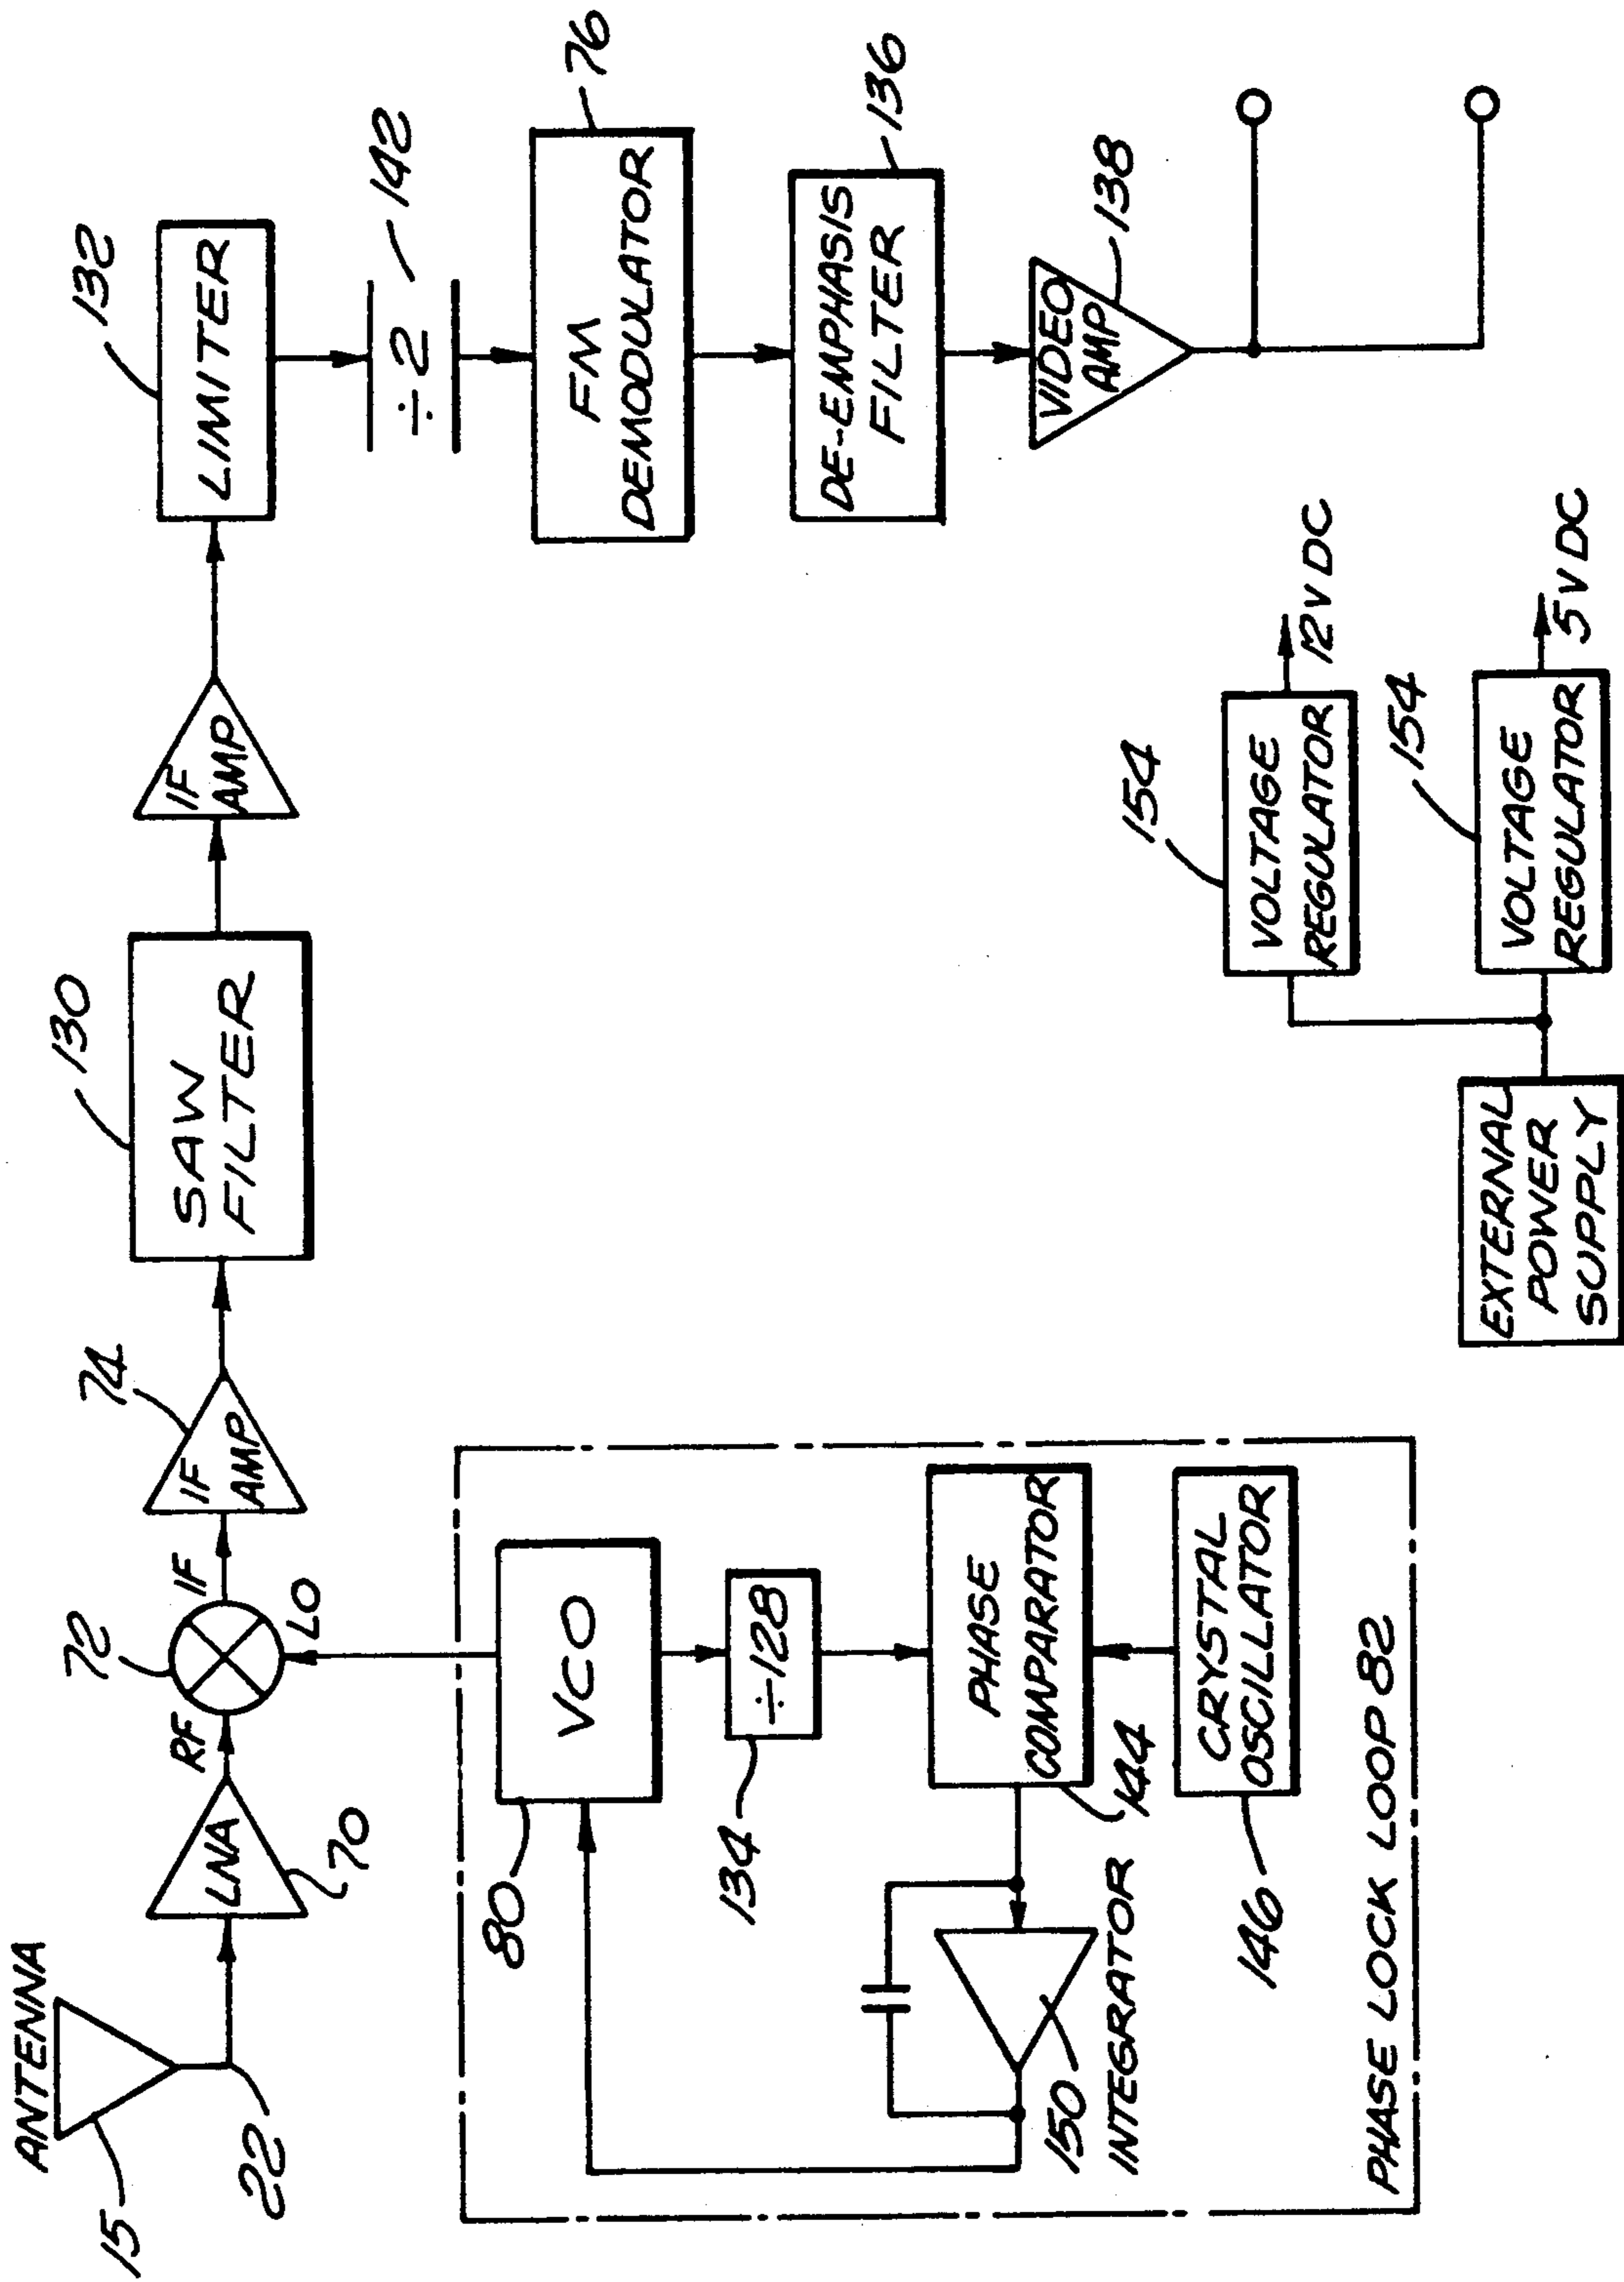 ANTENNA
15
22
LNA
70
RF
72
IF
LO
74
IF
AMP
130
SAW
FILTER
IF
AMP
132
LIMITER
÷2
142
FM
DEMODULATOR
76
DE-EMPHASIS
FILTER
136
VIDEO
AMP
138
80
VCO
134
÷128
PHASE
COMPARATOR
144
CRYSTAL
OSCILLATOR
146
150
INTEGRATOR
PHASE LOCK LOOP 82
EXTERNAL
POWER
SUPPLY
154
VOLTAGE
REGULATOR
12V DC
154
VOLTAGE
REGULATOR
5V DC